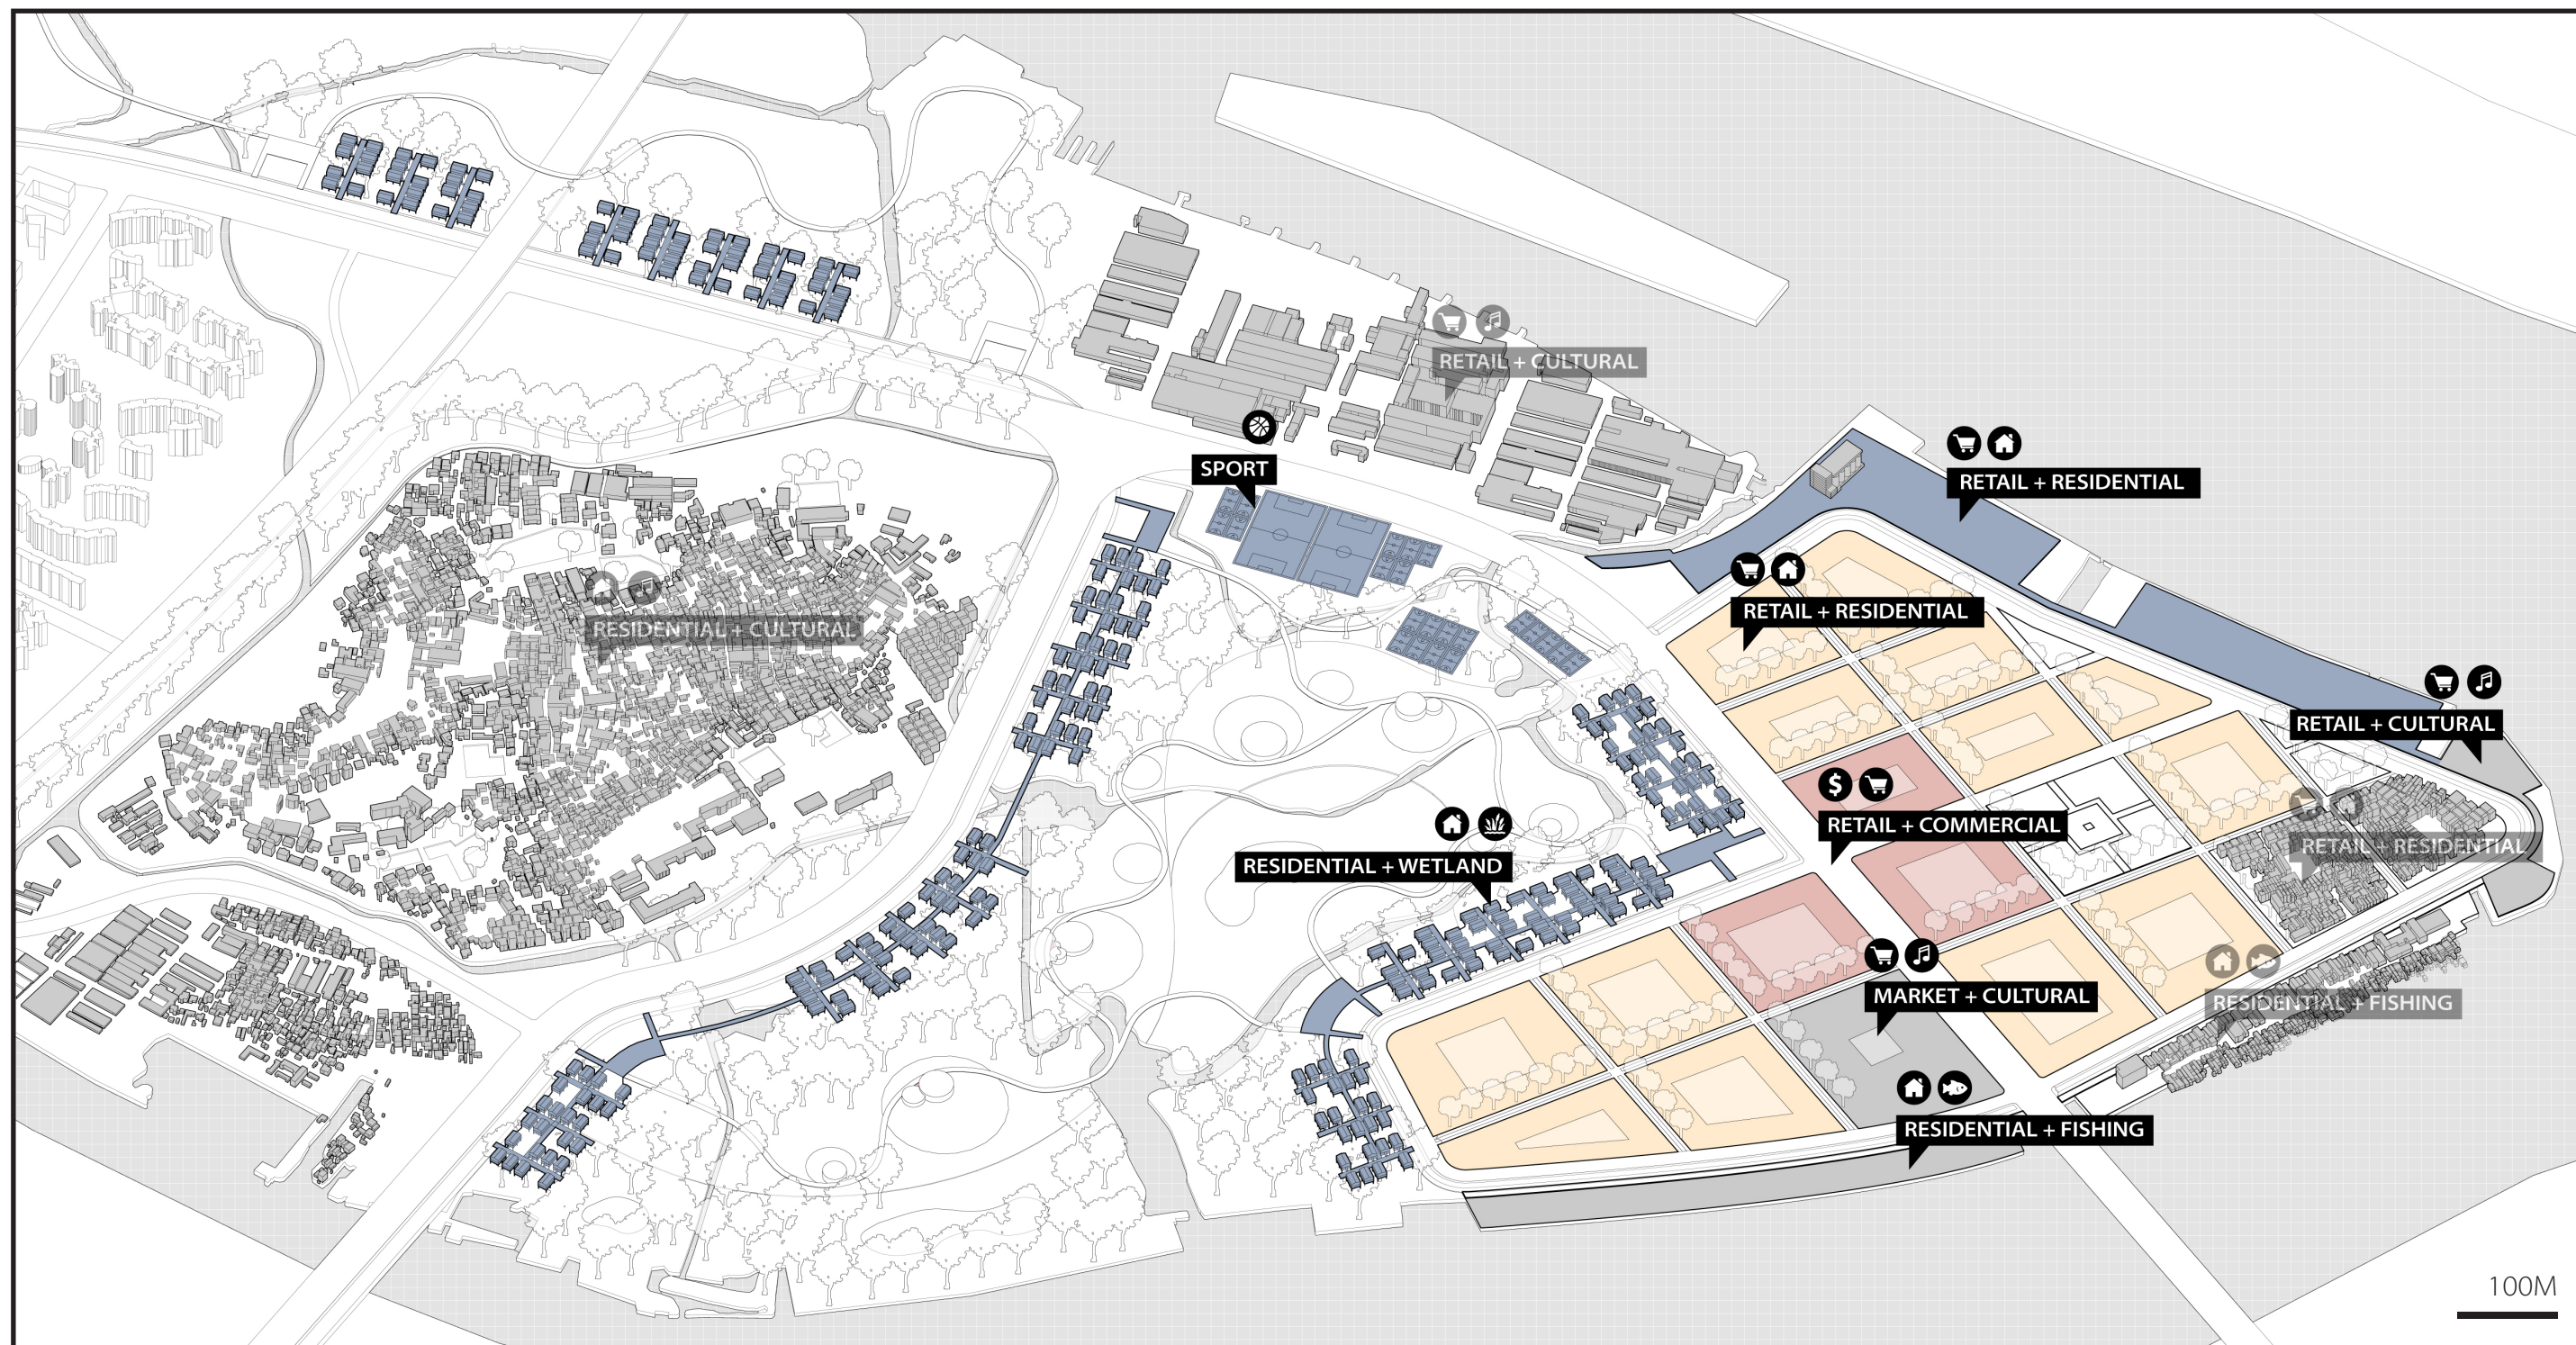 RETAIL + CULTURAL
SPORT
RETAIL + RESIDENTIAL
RETAIL + RESIDENTIAL
RESIDENTIAL + CULTURAL
RETAIL + CULTURAL
$
RETAIL + COMMERCIAL
RETAIL + RESIDENTIAL
RESIDENTIAL + WETLAND
MARKET + CULTURAL
RESIDENTIAL + FISHING
RESIDENTIAL + FISHING
100M